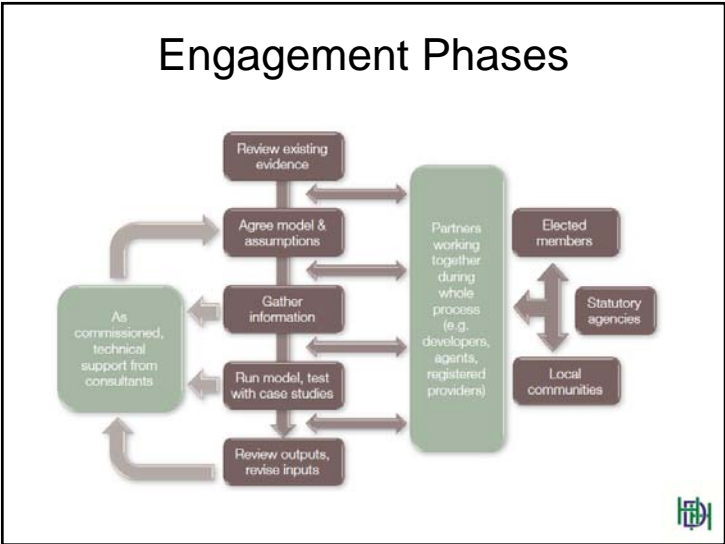 Engagement Phases
Review existing
evidence
Agree model &
assumptions
Gather
information
Run model, test
with case studies
Review outputs,
revise inputs
As
commissioned,
technical
support from
consultants
Partners
working
together
during
whole
process
(e.g.
developers,
agents,
registered
providers)
Elected
members
Statutory
agencies
Local
communities